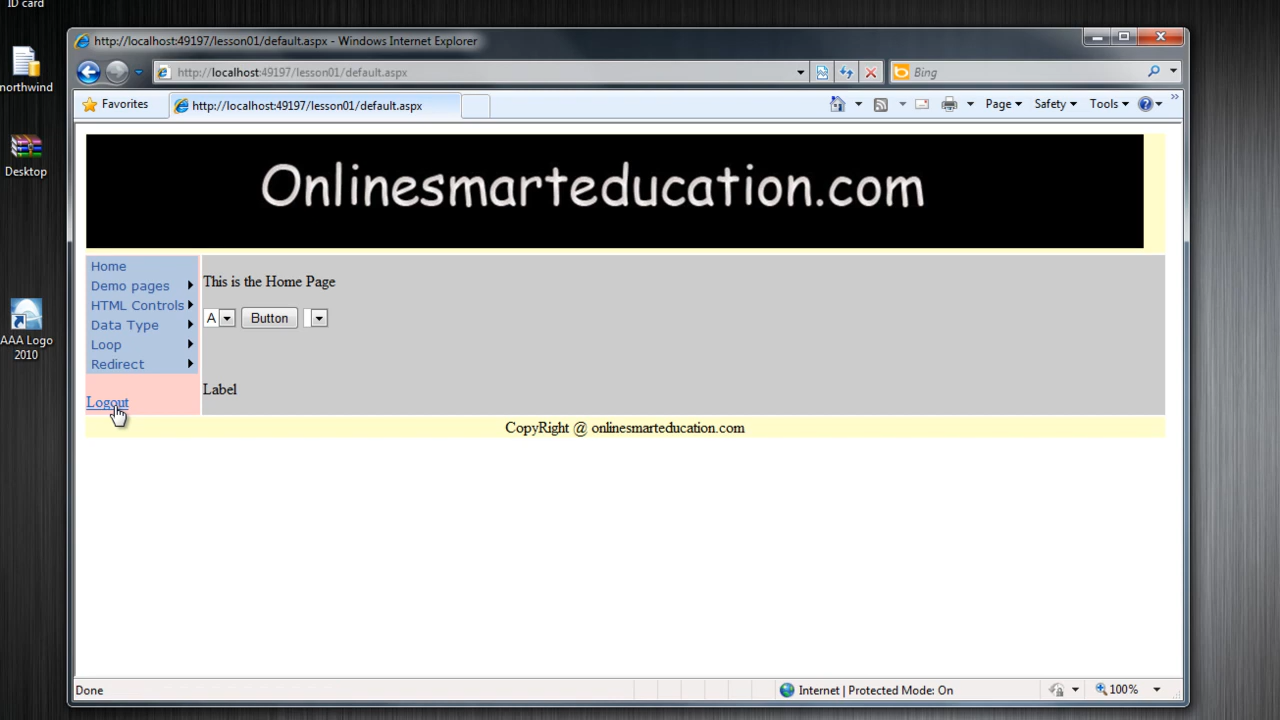 ID card
northwind
Desktop
AAA Logo
2010
http://localhost:49197/lesson01/default.aspx - Windows Internet Explorer
http://localhost:49197/lesson01/default.aspx
Bing
Favorites
http://localhost:49197/lesson01/default.aspx
Page
Safety
Tools
Onlinesmarteducation.com
Home
Demo pages
HTML Controls
Data Type
Loop
Redirect
Logout
This is the Home Page
A
Button
Label
CopyRight @ onlinesmarteducation.com
Done
Internet | Protected Mode: On
100%